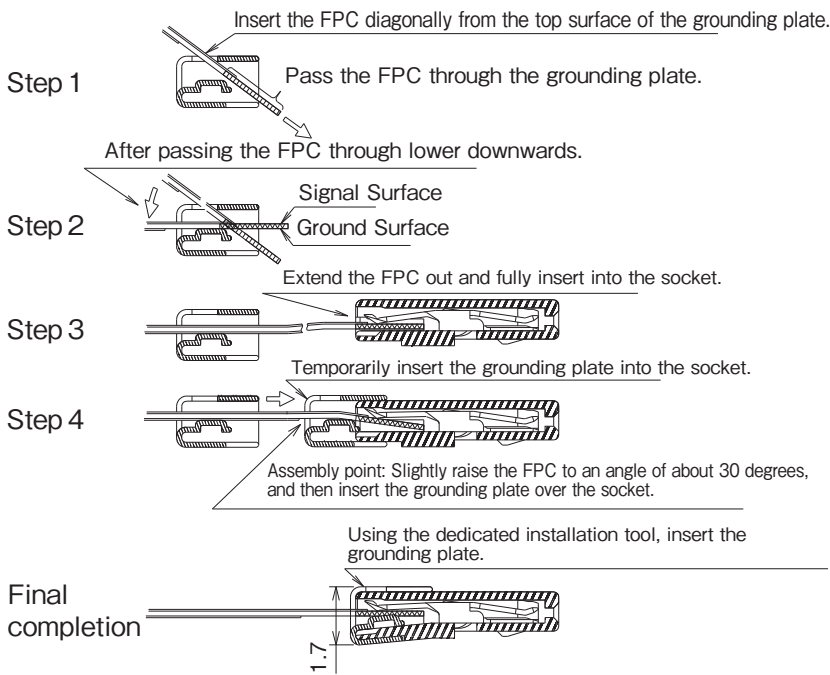 Insert the FPC diagonally from the top surface of the grounding plate.
Step 1
Pass the FPC through the grounding plate.
After passing the FPC through lower downwards.
Signal Surface
Step 2
Ground Surface
Extend the FPC out and fully insert into the socket.
Step 3
Temporarily insert the grounding plate into the socket.
Step 4
Assembly point: Slightly raise the FPC to an angle of about 30 degrees,
and then insert the grounding plate over the socket.
Using the dedicated installation tool, insert the
grounding plate.
Final
completion
1.7